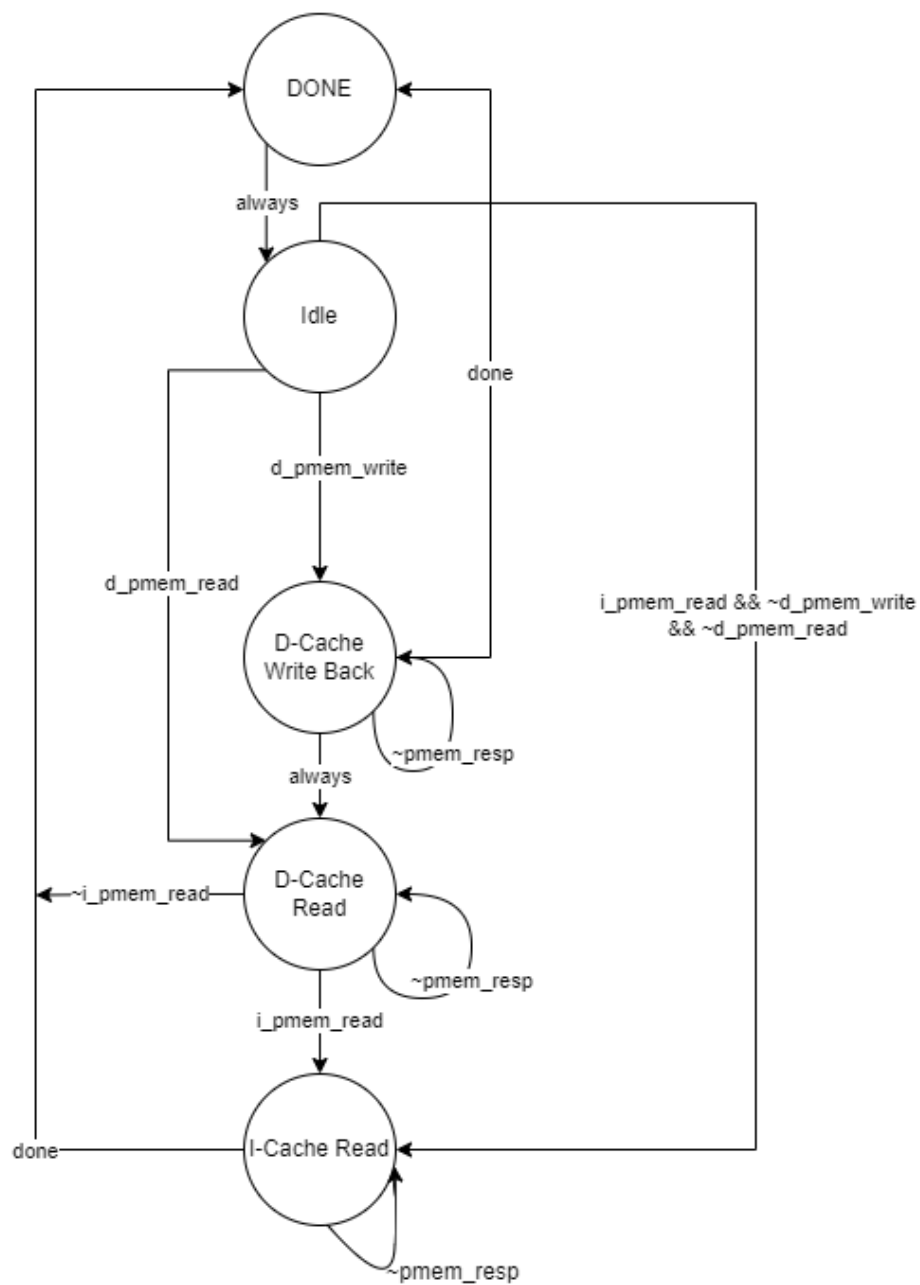 DONE
always
Idle
done
d_pmem_write
d_pmem_read
i_pmem_read && ~d_pmem_write
&& ~d_pmem_read
D-Cache
Write Back
~pmem_resp
always
D-Cache
Read
~i_pmem_read
~pmem_resp
i_pmem_read
I-Cache Read
done
~pmem_resp